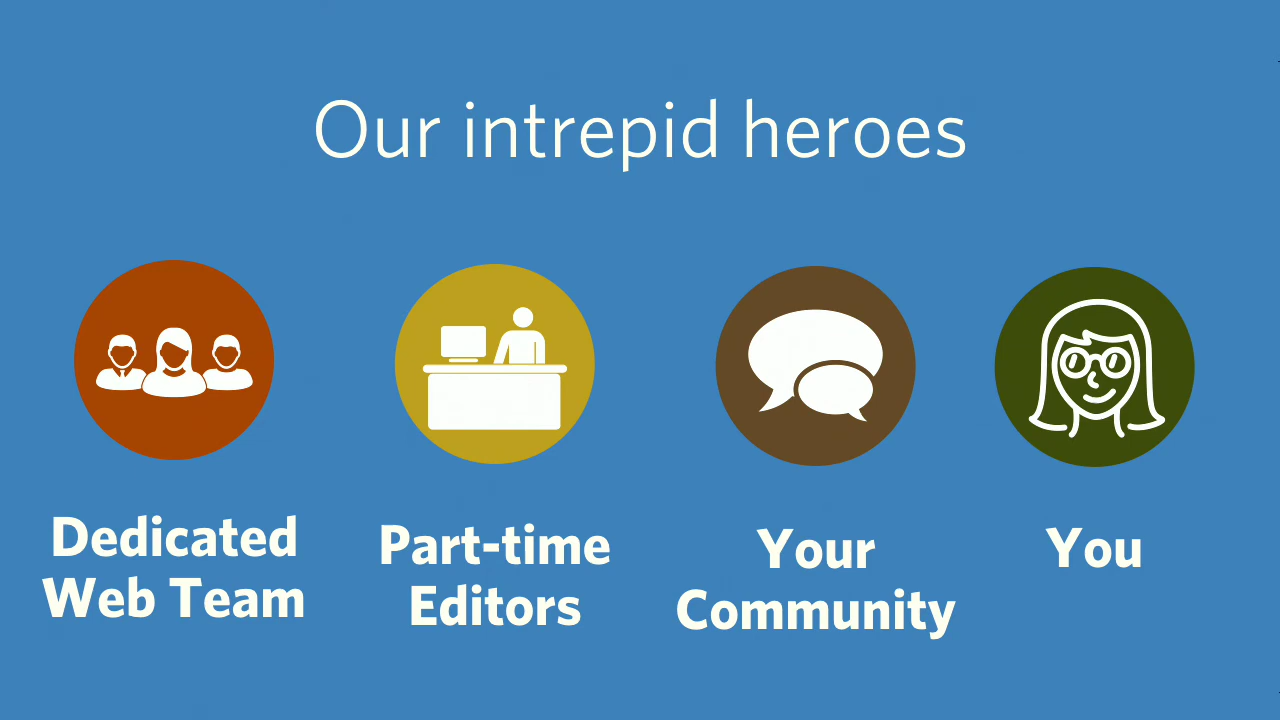 Our intrepid heroes
Dedicated
Web Team
Part-time
Editors
Your
Community
You